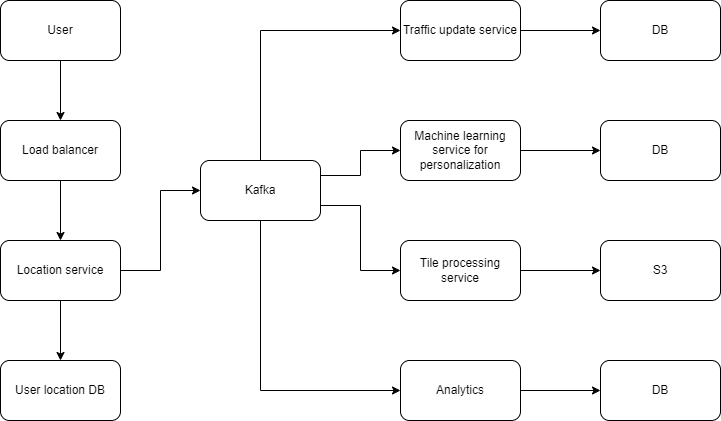 User
Traffic update service
DB
Load balancer
Machine learning
service for
personalization
DB
Kafka
Location service
Tile processing
service
S3
User location DB
Analytics
DB